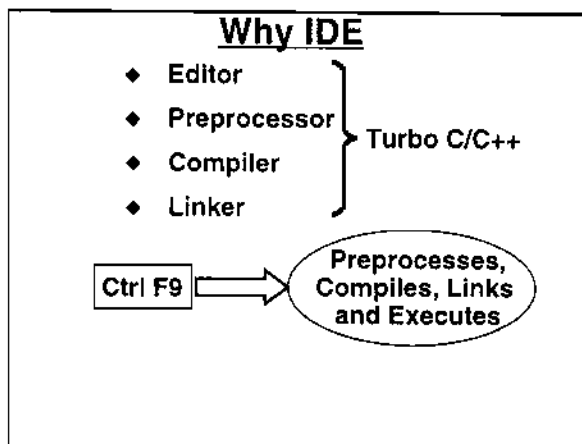 Why IDE
◆ Editor
◆ Preprocessor
◆ Compiler
◆ Linker
Turbo C/C++
Ctrl F9
Preprocesses,
Compiles, Links
and Executes